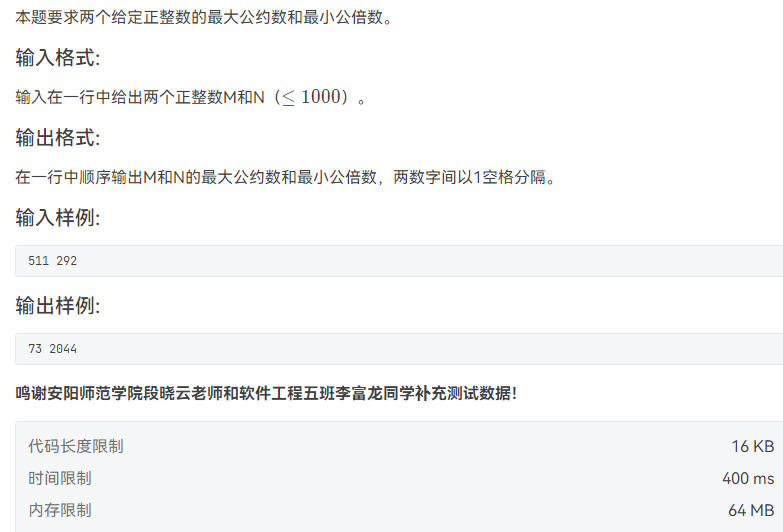 本题要求两个给定正整数的最大公约数和最小公倍数。
输入格式:
输入在一行中给出两个正整数M和N（≤ 1000）。
输出格式:
在一行中顺序输出M和N的最大公约数和最小公倍数，两数字间以1空格分隔。
输入样例:
511 292
输出样例:
73 2044
鸣谢安阳师范学院段晓云老师和软件工程五班李富龙同学补充测试数据！
代码长度限制 16 KB
时间限制 400 ms
内存限制 64 MB